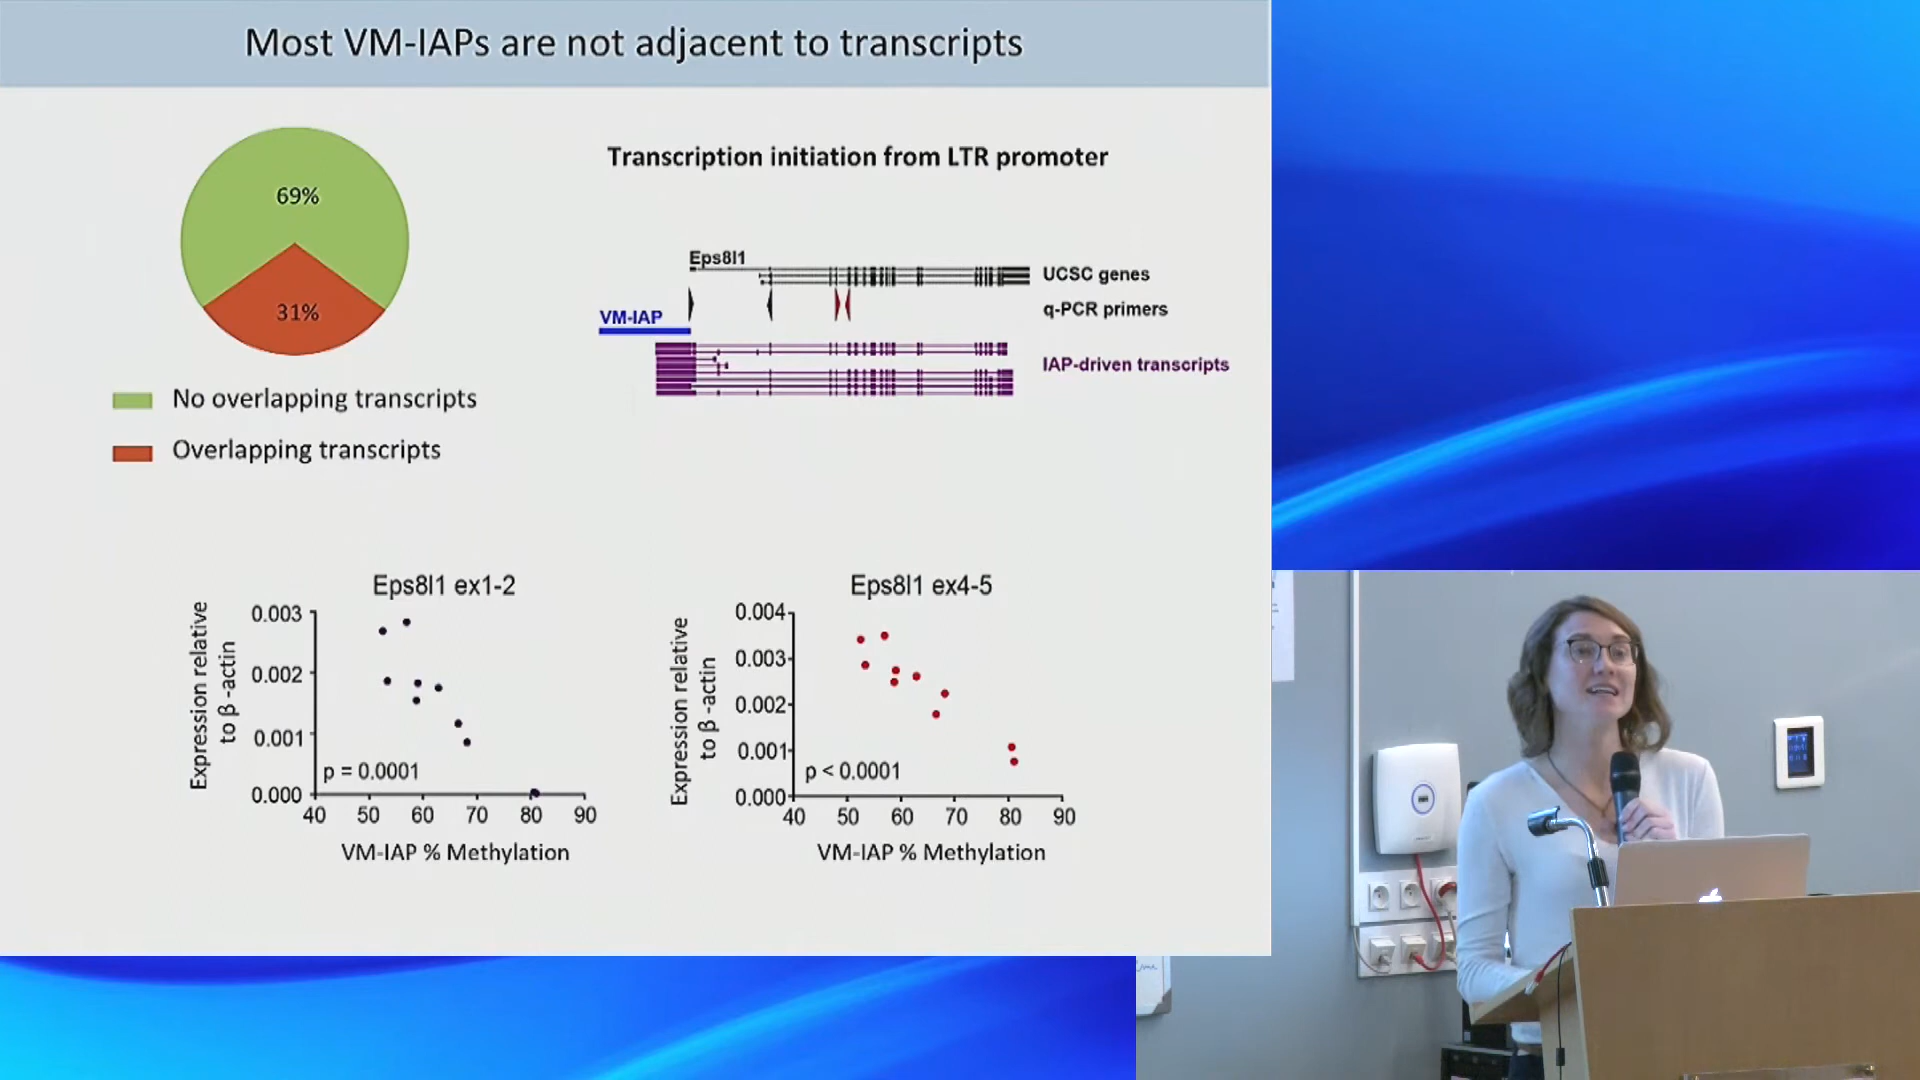 Most VM-IAPs are not adjacent to transcripts
69%
31%
No overlapping transcripts
Overlapping transcripts
Transcription initiation from LTR promoter
Eps8l1
UCSC genes
q-PCR primers
VM-IAP
IAP-driven transcripts
Eps8l1 ex1-2
Expression relative
to β -actin
0.003
0.002
0.001
0.000
p = 0.0001
40 50 60 70 80 90
VM-IAP % Methylation
Eps8l1 ex4-5
Expression relative
to β -actin
0.004
0.003
0.002
0.001
0.000
p < 0.0001
40 50 60 70 80 90
VM-IAP % Methylation